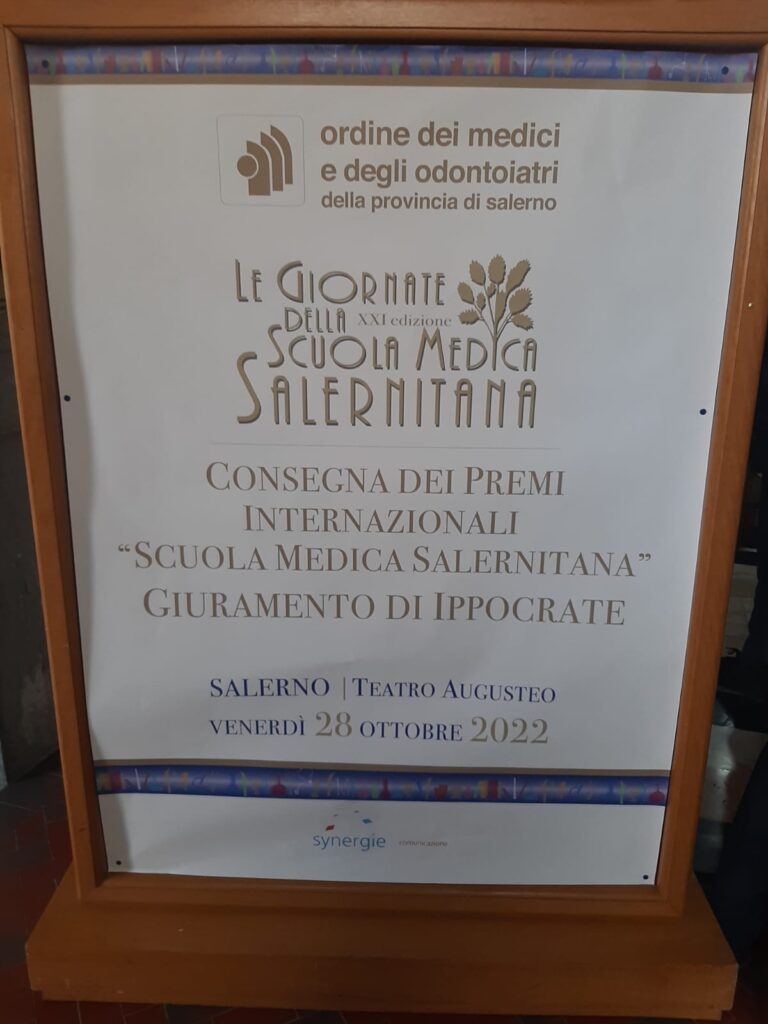 ordine dei medici
e degli odontoiatri
della provincia di salerno
LE GIORNATE
DELLA XXI edizione
SCUOLA MEDICA
SALERNITANA
CONSEGNA DEI PREMI
INTERNAZIONALI
“SCUOLA MEDICA SALERNITANA”
GIURAMENTO DI IPPOCRATE
SALERNO | TEATRO AUGUSTEO
VENERDÌ 28 OTTOBRE 2022
synergie comunicazione